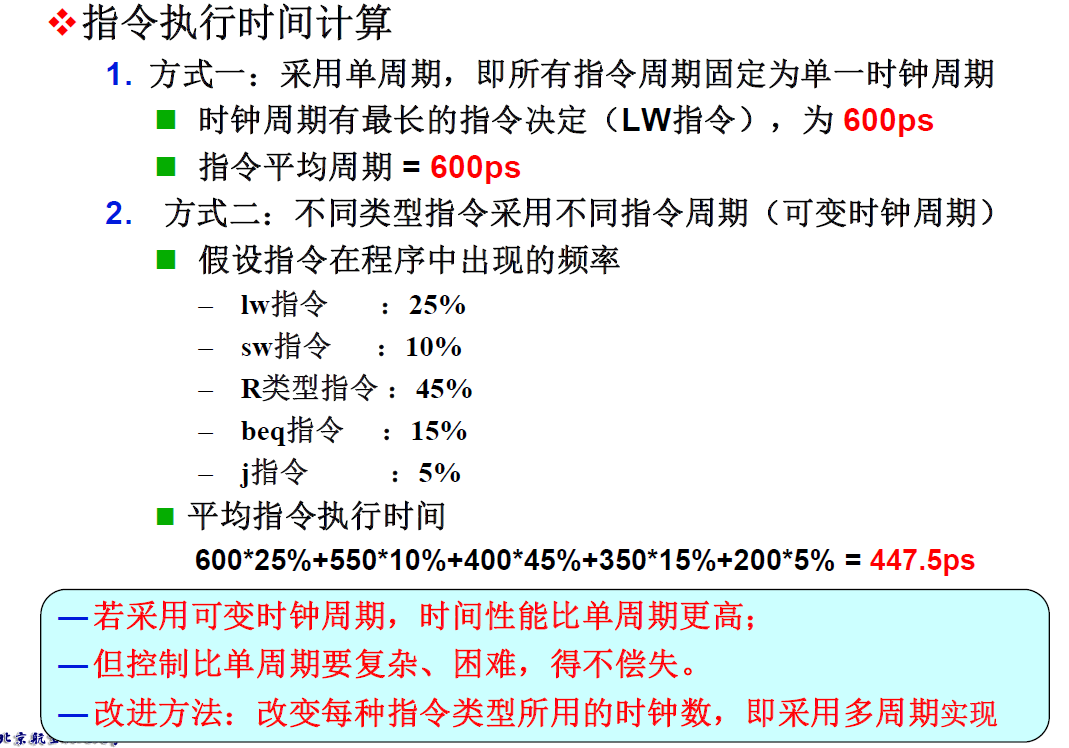 ❖指令执行时间计算
1. 方式一：采用单周期，即所有指令周期固定为单一时钟周期
■ 时钟周期有最长的指令决定（LW指令），为 600ps
■ 指令平均周期 = 600ps
2. 方式二：不同类型指令采用不同指令周期（可变时钟周期）
■ 假设指令在程序中出现的频率
– lw指令 ：25%
– sw指令 ：10%
– R类型指令 ：45%
– beq指令 ：15%
– j指令 ：5%
■ 平均指令执行时间
600*25%+550*10%+400*45%+350*15%+200*5% = 447.5ps
—若采用可变时钟周期，时间性能比单周期更高；
—但控制比单周期要复杂、困难，得不偿失。
—改进方法：改变每种指令类型所用的时钟数，即采用多周期实现
北京航空